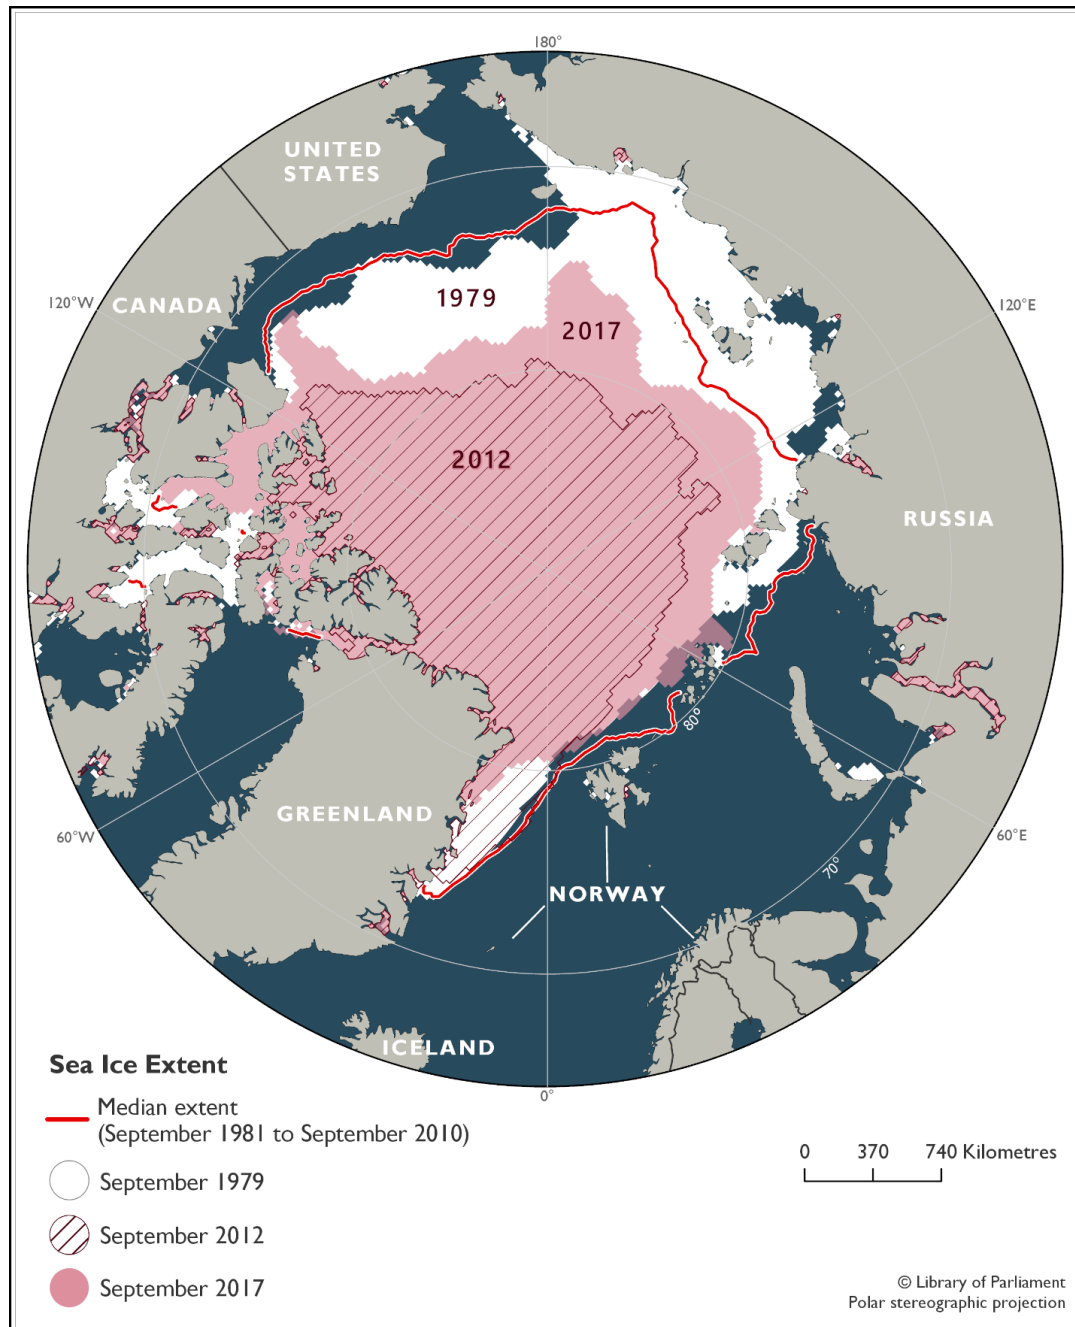 180°
UNITED
STATES
120°W
CANADA
1979
2017
120°E
2012
RUSSIA
80°
GREENLAND
60°W
60°E
70°
NORWAY
ICELAND
0°
Sea Ice Extent
Median extent
(September 1981 to September 2010)
September 1979
September 2012
September 2017
0 370 740 Kilometres
© Library of Parliament
Polar stereographic projection